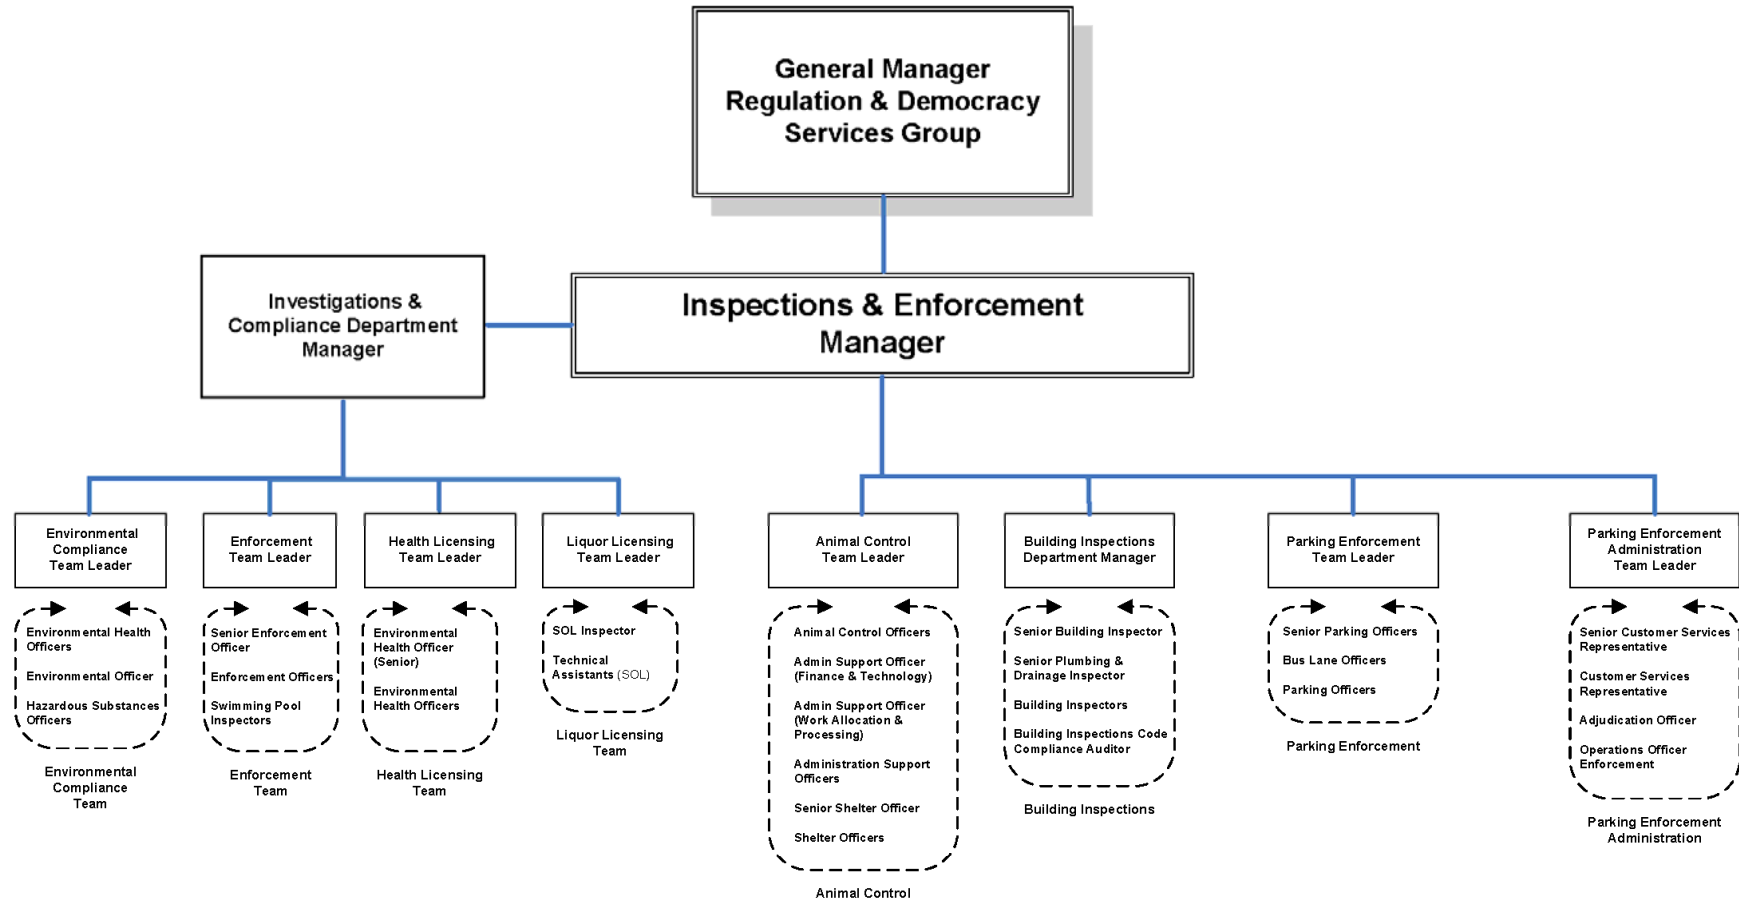 General Manager
Regulation & Democracy
Services Group
Investigations &
Compliance Department
Manager
Inspections & Enforcement
Manager
Environmental
Compliance
Team Leader
Enforcement
Team Leader
Health Licensing
Team Leader
Liquor Licensing
Team Leader
Animal Control
Team Leader
Building Inspections
Department Manager
Parking Enforcement
Team Leader
Parking Enforcement
Administration
Team Leader
Environmental Health
Officers
Environmental Officer
Hazardous Substances
Officers
Environmental
Compliance
Team
Senior Enforcement
Officer
Enforcement Officers
Swimming Pool
Inspectors
Enforcement
Team
Environmental
Health Officer
(Senior)
Environmental
Health Officers
Health Licensing
Team
SOL Inspector
Technical
Assistants (SOL)
Liquor Licensing
Team
Animal Control Officers
Admin Support Officer
(Finance & Technology)
Admin Support Officer
(Work Allocation &
Processing)
Administration Support
Officers
Senior Shelter Officer
Shelter Officers
Animal Control
Senior Building Inspector
Senior Plumbing &
Drainage Inspector
Building Inspectors
Building Inspections Code
Compliance Auditor
Building Inspections
Senior Parking Officers
Bus Lane Officers
Parking Officers
Parking Enforcement
Senior Customer Services
Representative
Customer Services
Representative
Adjudication Officer
Operations Officer
Enforcement
Parking Enforcement
Administration